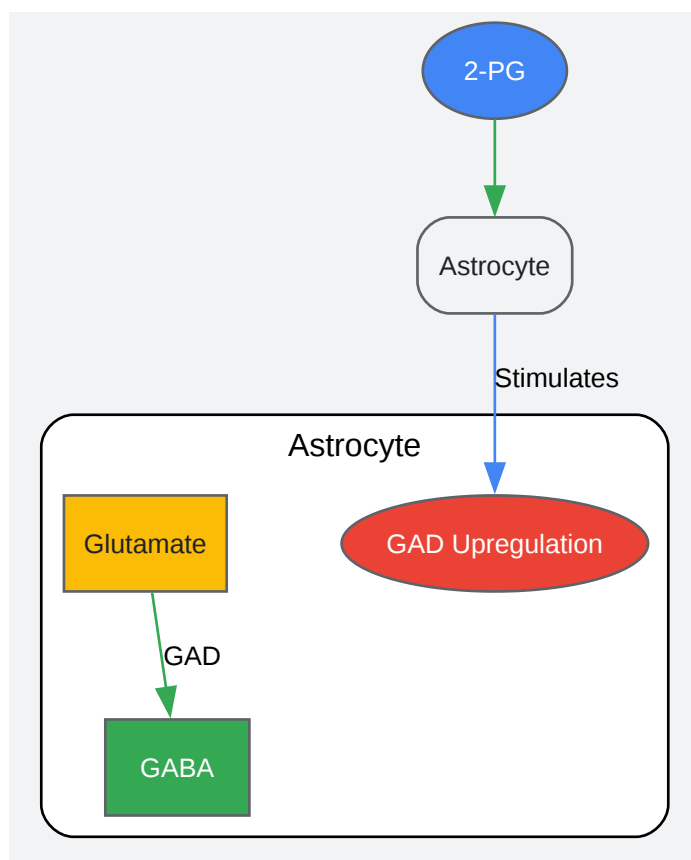 2-PG
Astrocyte
Stimulates
Astrocyte
Glutamate
GAD Upregulation
GAD
GABA